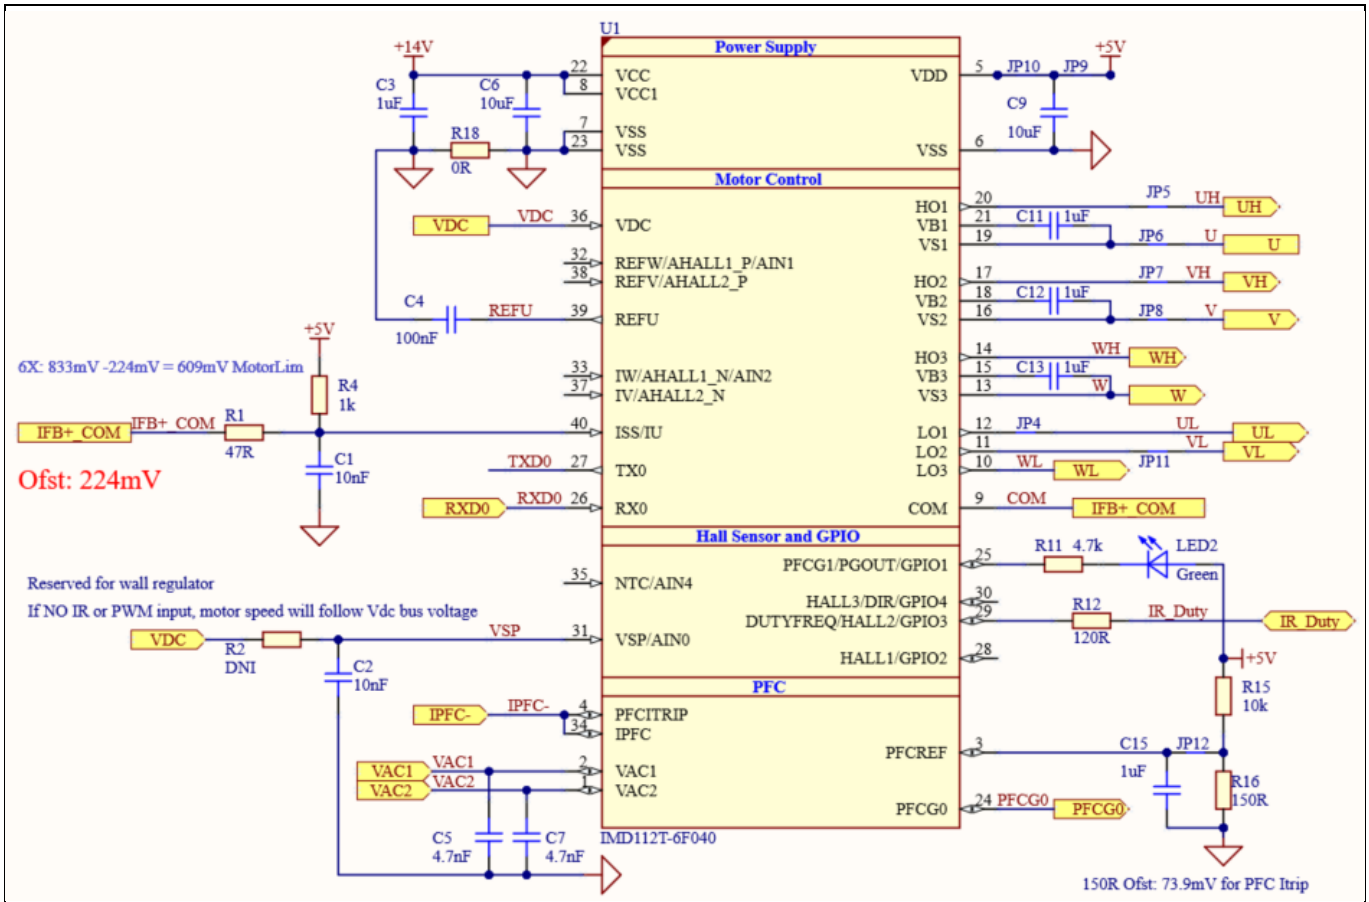 U1
Power Supply
+14V
C3
1uF
C6
10uF
R18
0R
22 VCC
8 VCC1
7 VSS
23 VSS
VDD 5
JP10 JP9
+5V
C9
10uF
VSS 6
Motor Control
VDC VDC 36 VDC
32 REFW/AHALL1_P/AIN1
38 REFV/AHALL2_P
C4
100nF
REFU 39 REFU
33 IW/AHALL1_N/AIN2
37 IV/AHALL2_N
+5V
6X: 833mV -224mV = 609mV MotorLim
R4
1k
IFB+_COM IFB+_COM R1
47R
40 ISS/IU
C1
10nF
Ofst: 224mV
TXD0 27 TX0
RXD0 RXD0 26 RX0
HO1 20 JP5 UH UH
VB1 21 C11 1uF
VS1 19 JP6 U U
HO2 17 JP7 VH VH
VB2 18 C12 1uF
VS2 16 JP8 V V
HO3 14 WH WH
VB3 15 C13 1uF
VS3 13 W W
LO1 12 JP4 UL UL
LO2 11 JP11 VL VL
LO3 10 WL WL
COM 9 COM IFB+_COM
Hall Sensor and GPIO
Reserved for wall regulator
If NO IR or PWM input, motor speed will follow Vdc bus voltage
35 NTC/AIN4
VDC R2
DNI
VSP 31 VSP/AIN0
C2
10nF
PFCG1/PGOUT/GPIO1 25 R11 4.7k LED2
Green
HALL3/DIR/GPIO4 30
DUTYFREQ/HALL2/GPIO3 29 R12
120R
IR_Duty IR_Duty
HALL1/GPIO2 28
+5V
R15
10k
PFC
IPFC- IPFC- 4 PFCITRIP
34 IPFC
VAC1 VAC1 2 VAC1
VAC2 VAC2 1 VAC2
C5
4.7nF
C7
4.7nF
PFCREF 3 C15 JP12
1uF
R16
150R
PFCG0 24 PFCG0 PFCG0
IMD112T-6F040
150R Ofst: 73.9mV for PFC Itrip